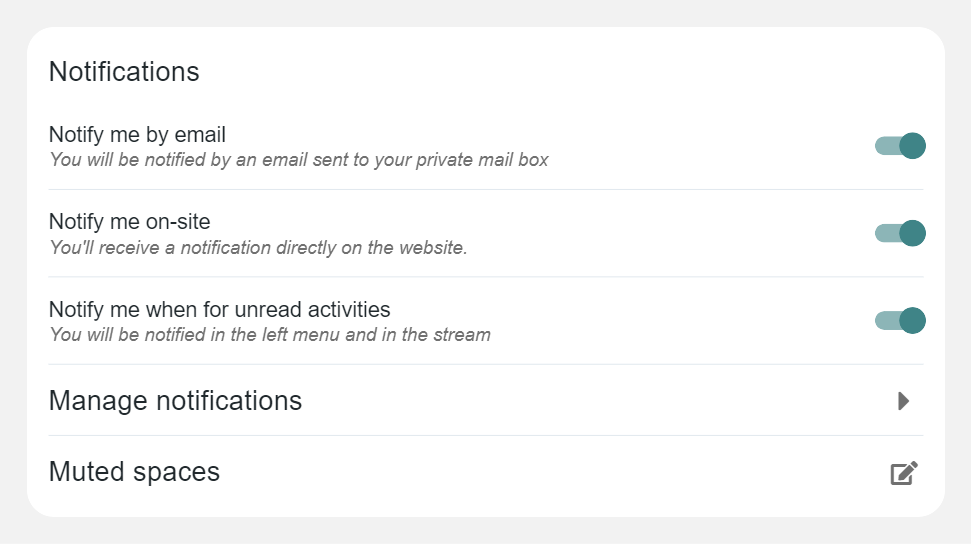 Notifications
Notify me by email
You will be notified by an email sent to your private mail box
Notify me on-site
You'll receive a notification directly on the website.
Notify me when for unread activities
You will be notified in the left menu and in the stream
Manage notifications
Muted spaces